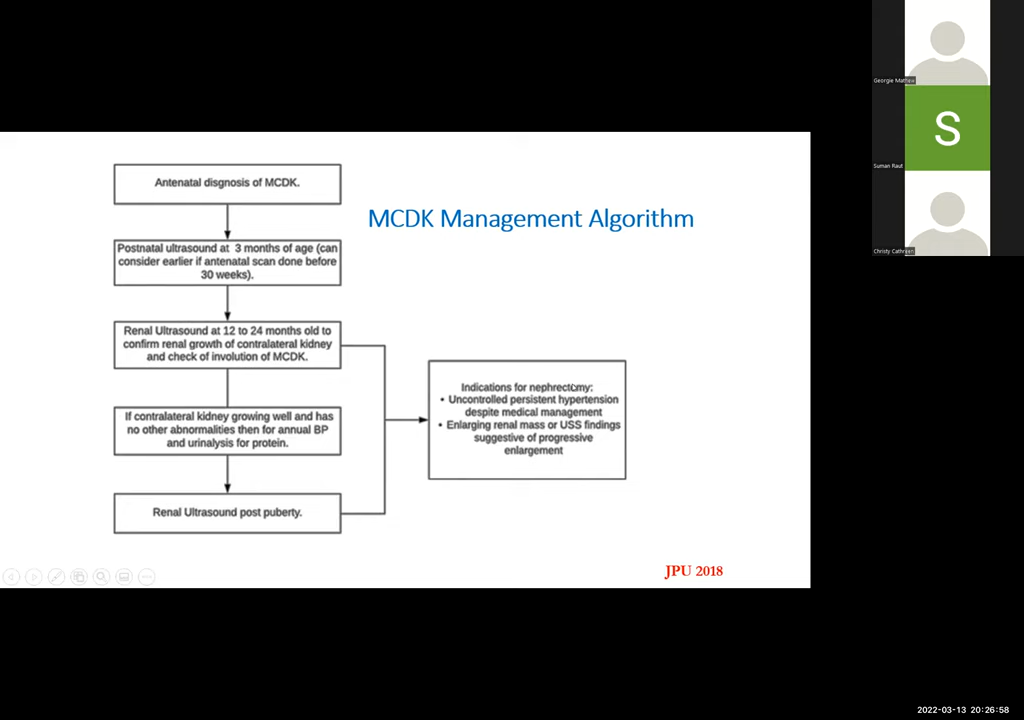 Antenatal disgnosis of MCDK.
MCDK Management Algorithm
Postnatal ultrasound at 3 months of age (can
consider earlier if antenatal scan done before
30 weeks).
Renal Ultrasound at 12 to 24 months old to
confirm renal growth of contralateral kidney
and check of involution of MCDK.
If contralateral kidney growing well and has
no other abnormalities then for annual BP
and urinalysis for protein.
Renal Ultrasound post puberty.
Indications for nephrectomy:
• Uncontrolled persistent hypertension
despite medical management
• Enlarging renal mass or USS findings
suggestive of progressive
enlargement
JPU 2018
Georgie Mathew
S
Suman Raut
Christy Cathreen
2022-03-13 20:26:58